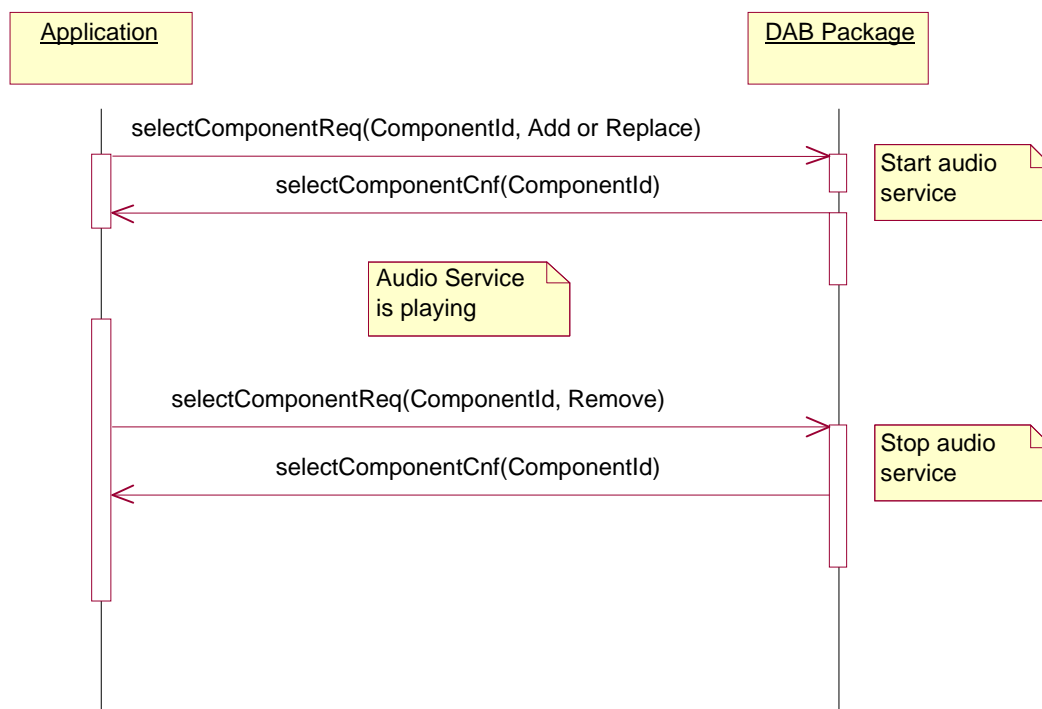 Application
DAB Package
selectComponentReq(ComponentId, Add or Replace)
Start audio
service
selectComponentCnf(ComponentId)
Audio Service
is playing
selectComponentReq(ComponentId, Remove)
Stop audio
service
selectComponentCnf(ComponentId)